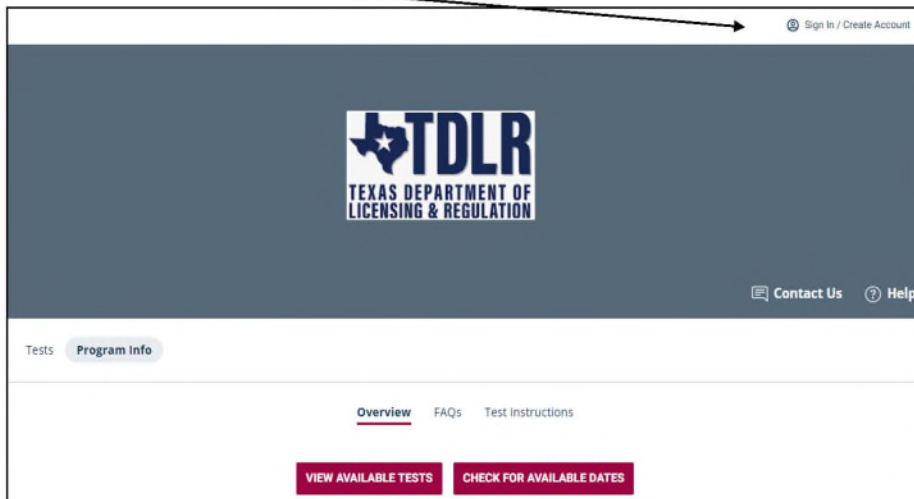 Sign In / Create Account
TDLR
TEXAS DEPARTMENT OF
LICENSING & REGULATION
Contact Us Help
Tests Program Info
Overview FAQs Test Instructions
VIEW AVAILABLE TESTS CHECK FOR AVAILABLE DATES